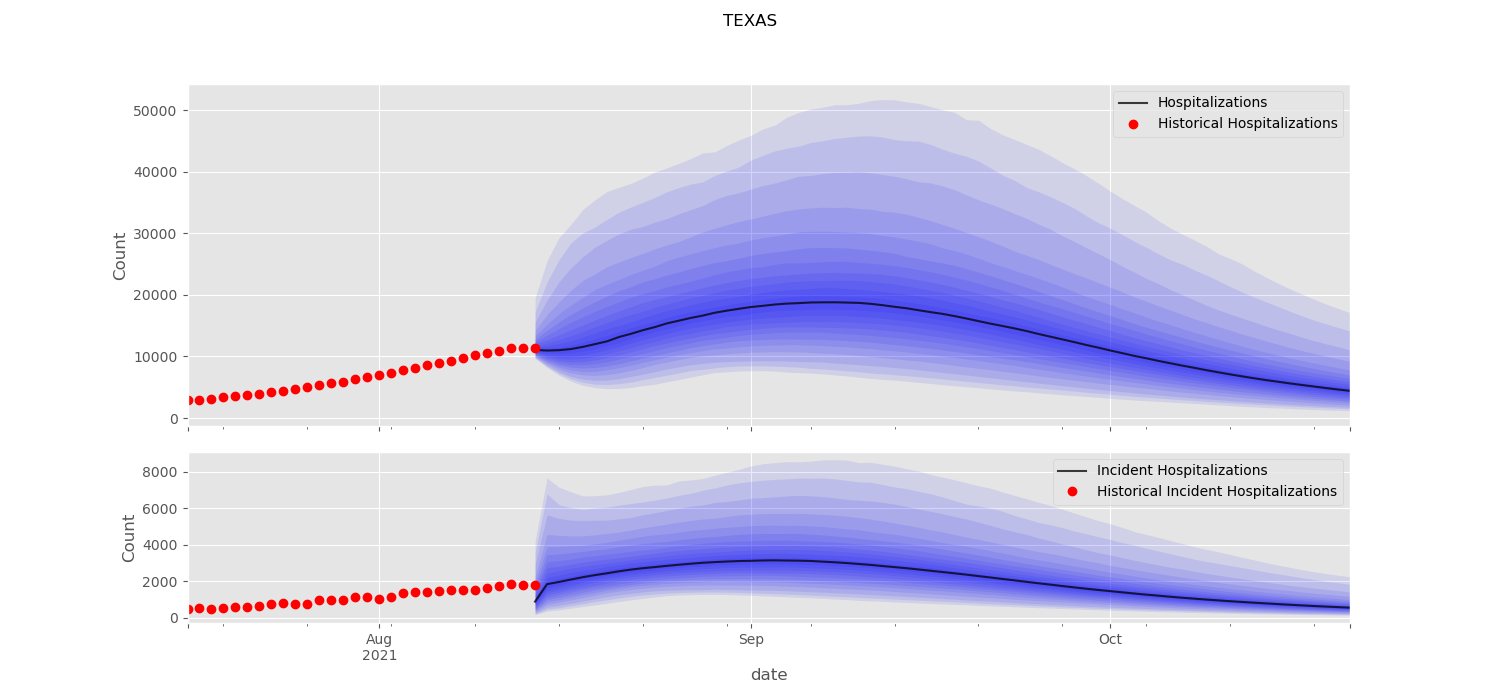 TEXAS
50000
40000
30000
20000
10000
0
Count
Hospitalizations
Historical Hospitalizations
8000
6000
4000
2000
0
Count
Incident Hospitalizations
Historical Incident Hospitalizations
Aug
2021
Sep
Oct
date